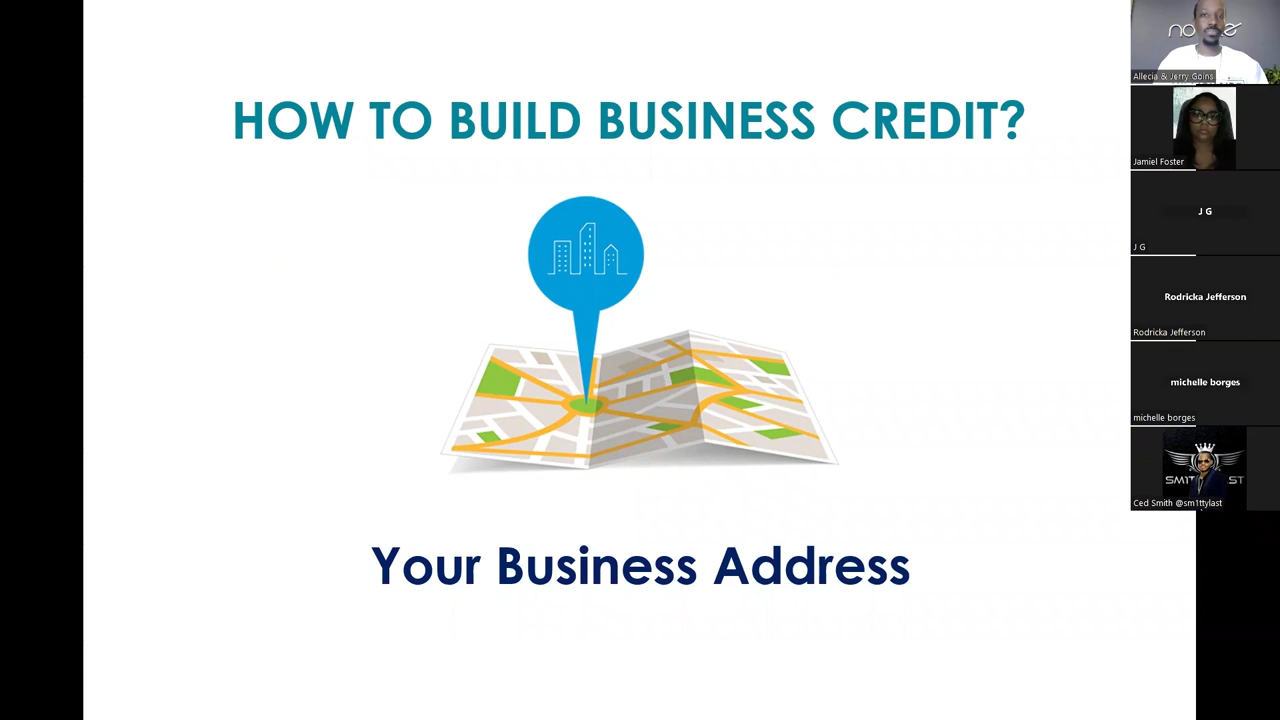 HOW TO BUILD BUSINESS CREDIT?
Your Business Address
Allecia & Jerry Goins
Jamiel Foster
J G
J G
Rodricka Jefferson
Rodricka Jefferson
michelle borges
michelle borges
Ced Smith @sm1ttylast